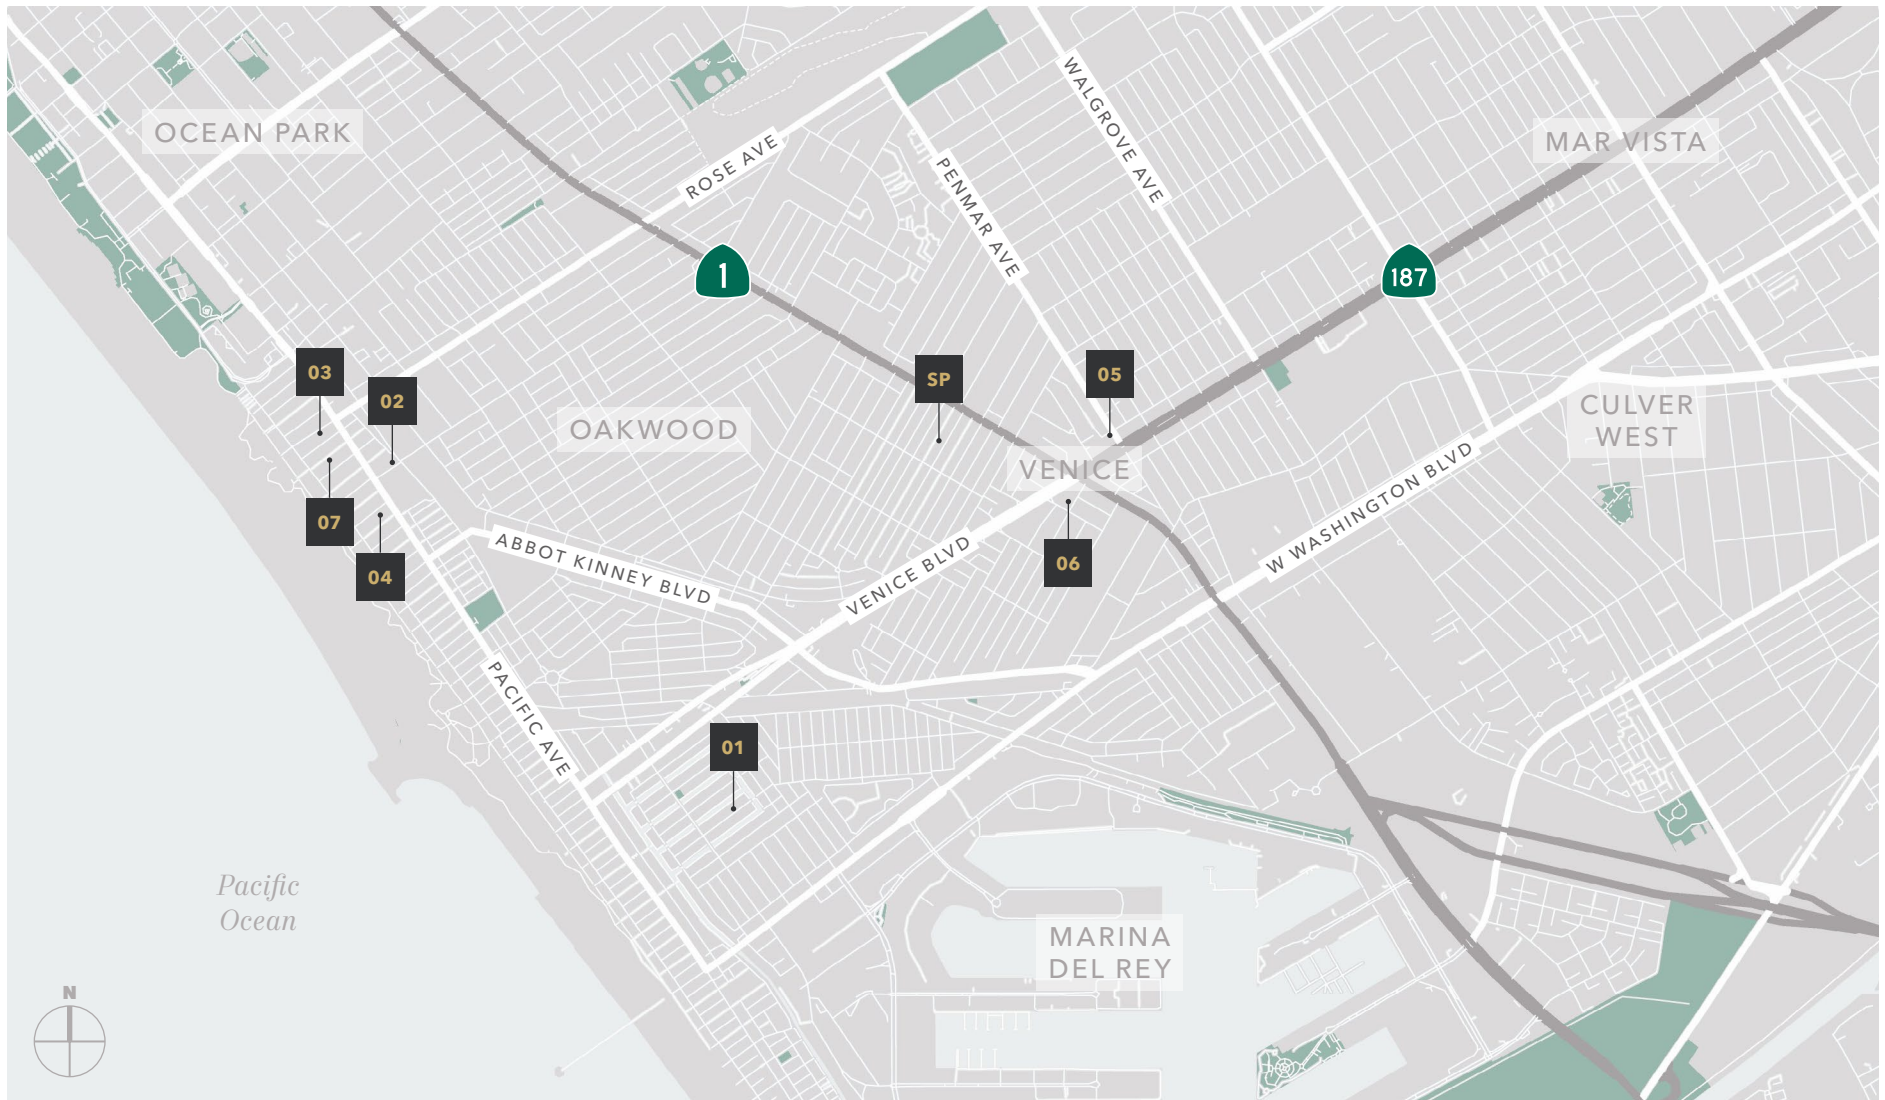 OCEAN PARK
ROSE AVE
WALGROVE AVE
PENMAR AVE
MAR VISTA
1
187
03
02
SP
05
OAKWOOD
VENICE
CULVER
WEST
07
04
06
ABBOT KINNEY BLVD
VENICE BLVD
W WASHINGTON BLVD
PACIFIC AVE
01
Pacific
Ocean
MARINA
DEL REY
N